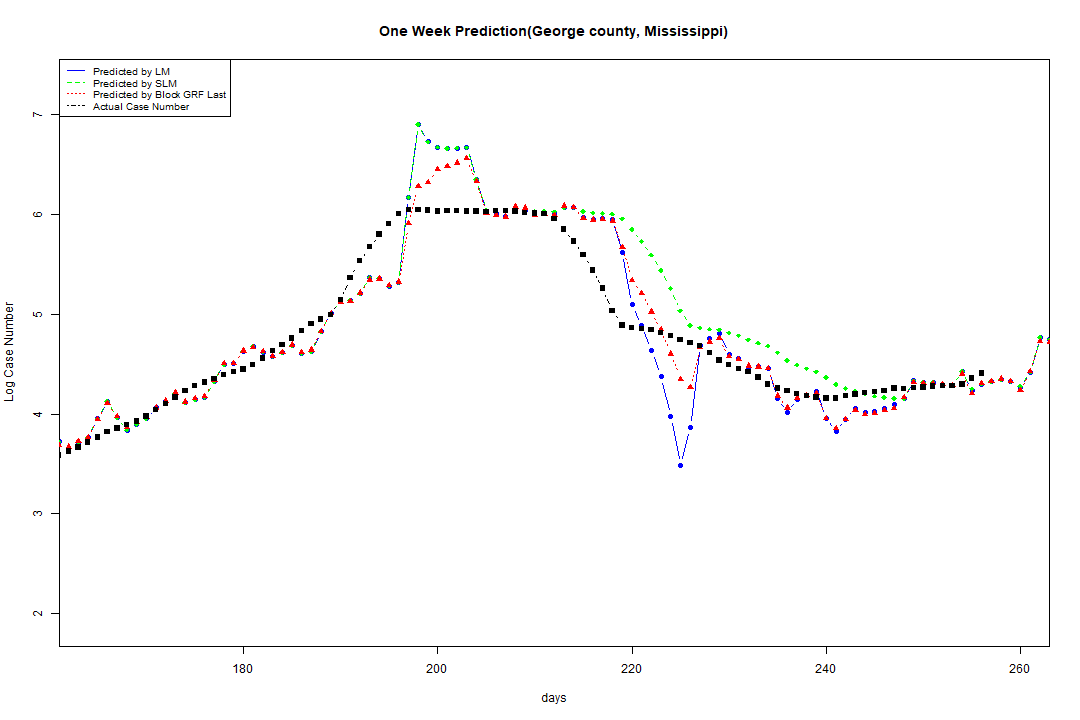 One Week Prediction(George county, Mississippi)
Predicted by LM
Predicted by SLM
Predicted by Block GRF Last
Actual Case Number
7
6
5
4
3
2
Log Case Number
180
200
220
240
260
days